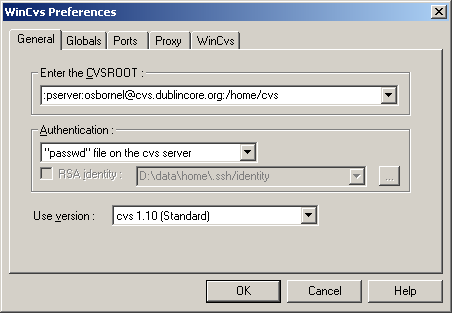 WinCvs Preferences
General Globals Ports Proxy WinCvs
Enter the CVSROOT :
:pserver:osbornel@cvs.dublincore.org:/home/cvs
Authentication :
"passwd" file on the cvs server
RSA identity : D:\data\home\.ssh/identity ...
Use version : cvs 1.10 (Standard)
OK Cancel Help